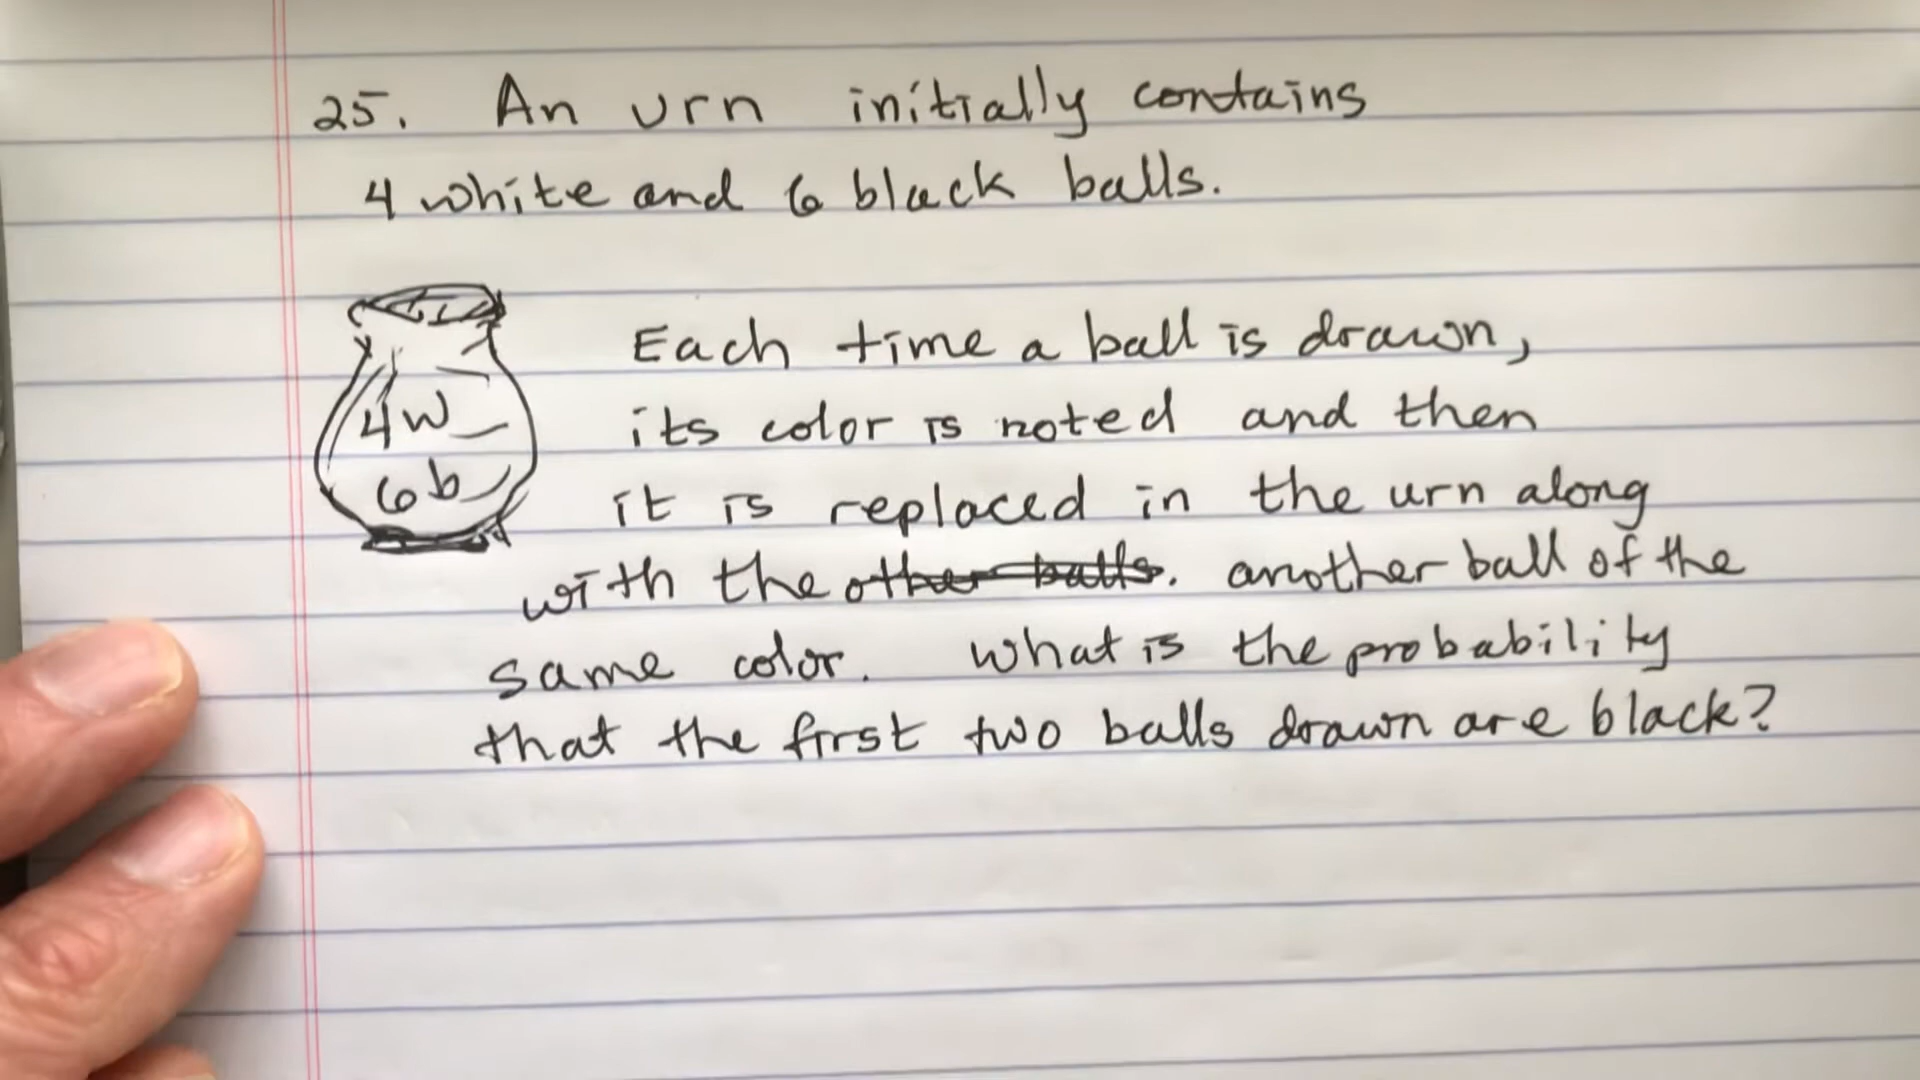 25. An urn initially contains
4 white and 6 black balls.
4W
6b
Each time a ball is drawn,
its color is noted and then
it is replaced in the urn along
with the other balls. another ball of the
same color. What is the probability
that the first two balls drawn are black?